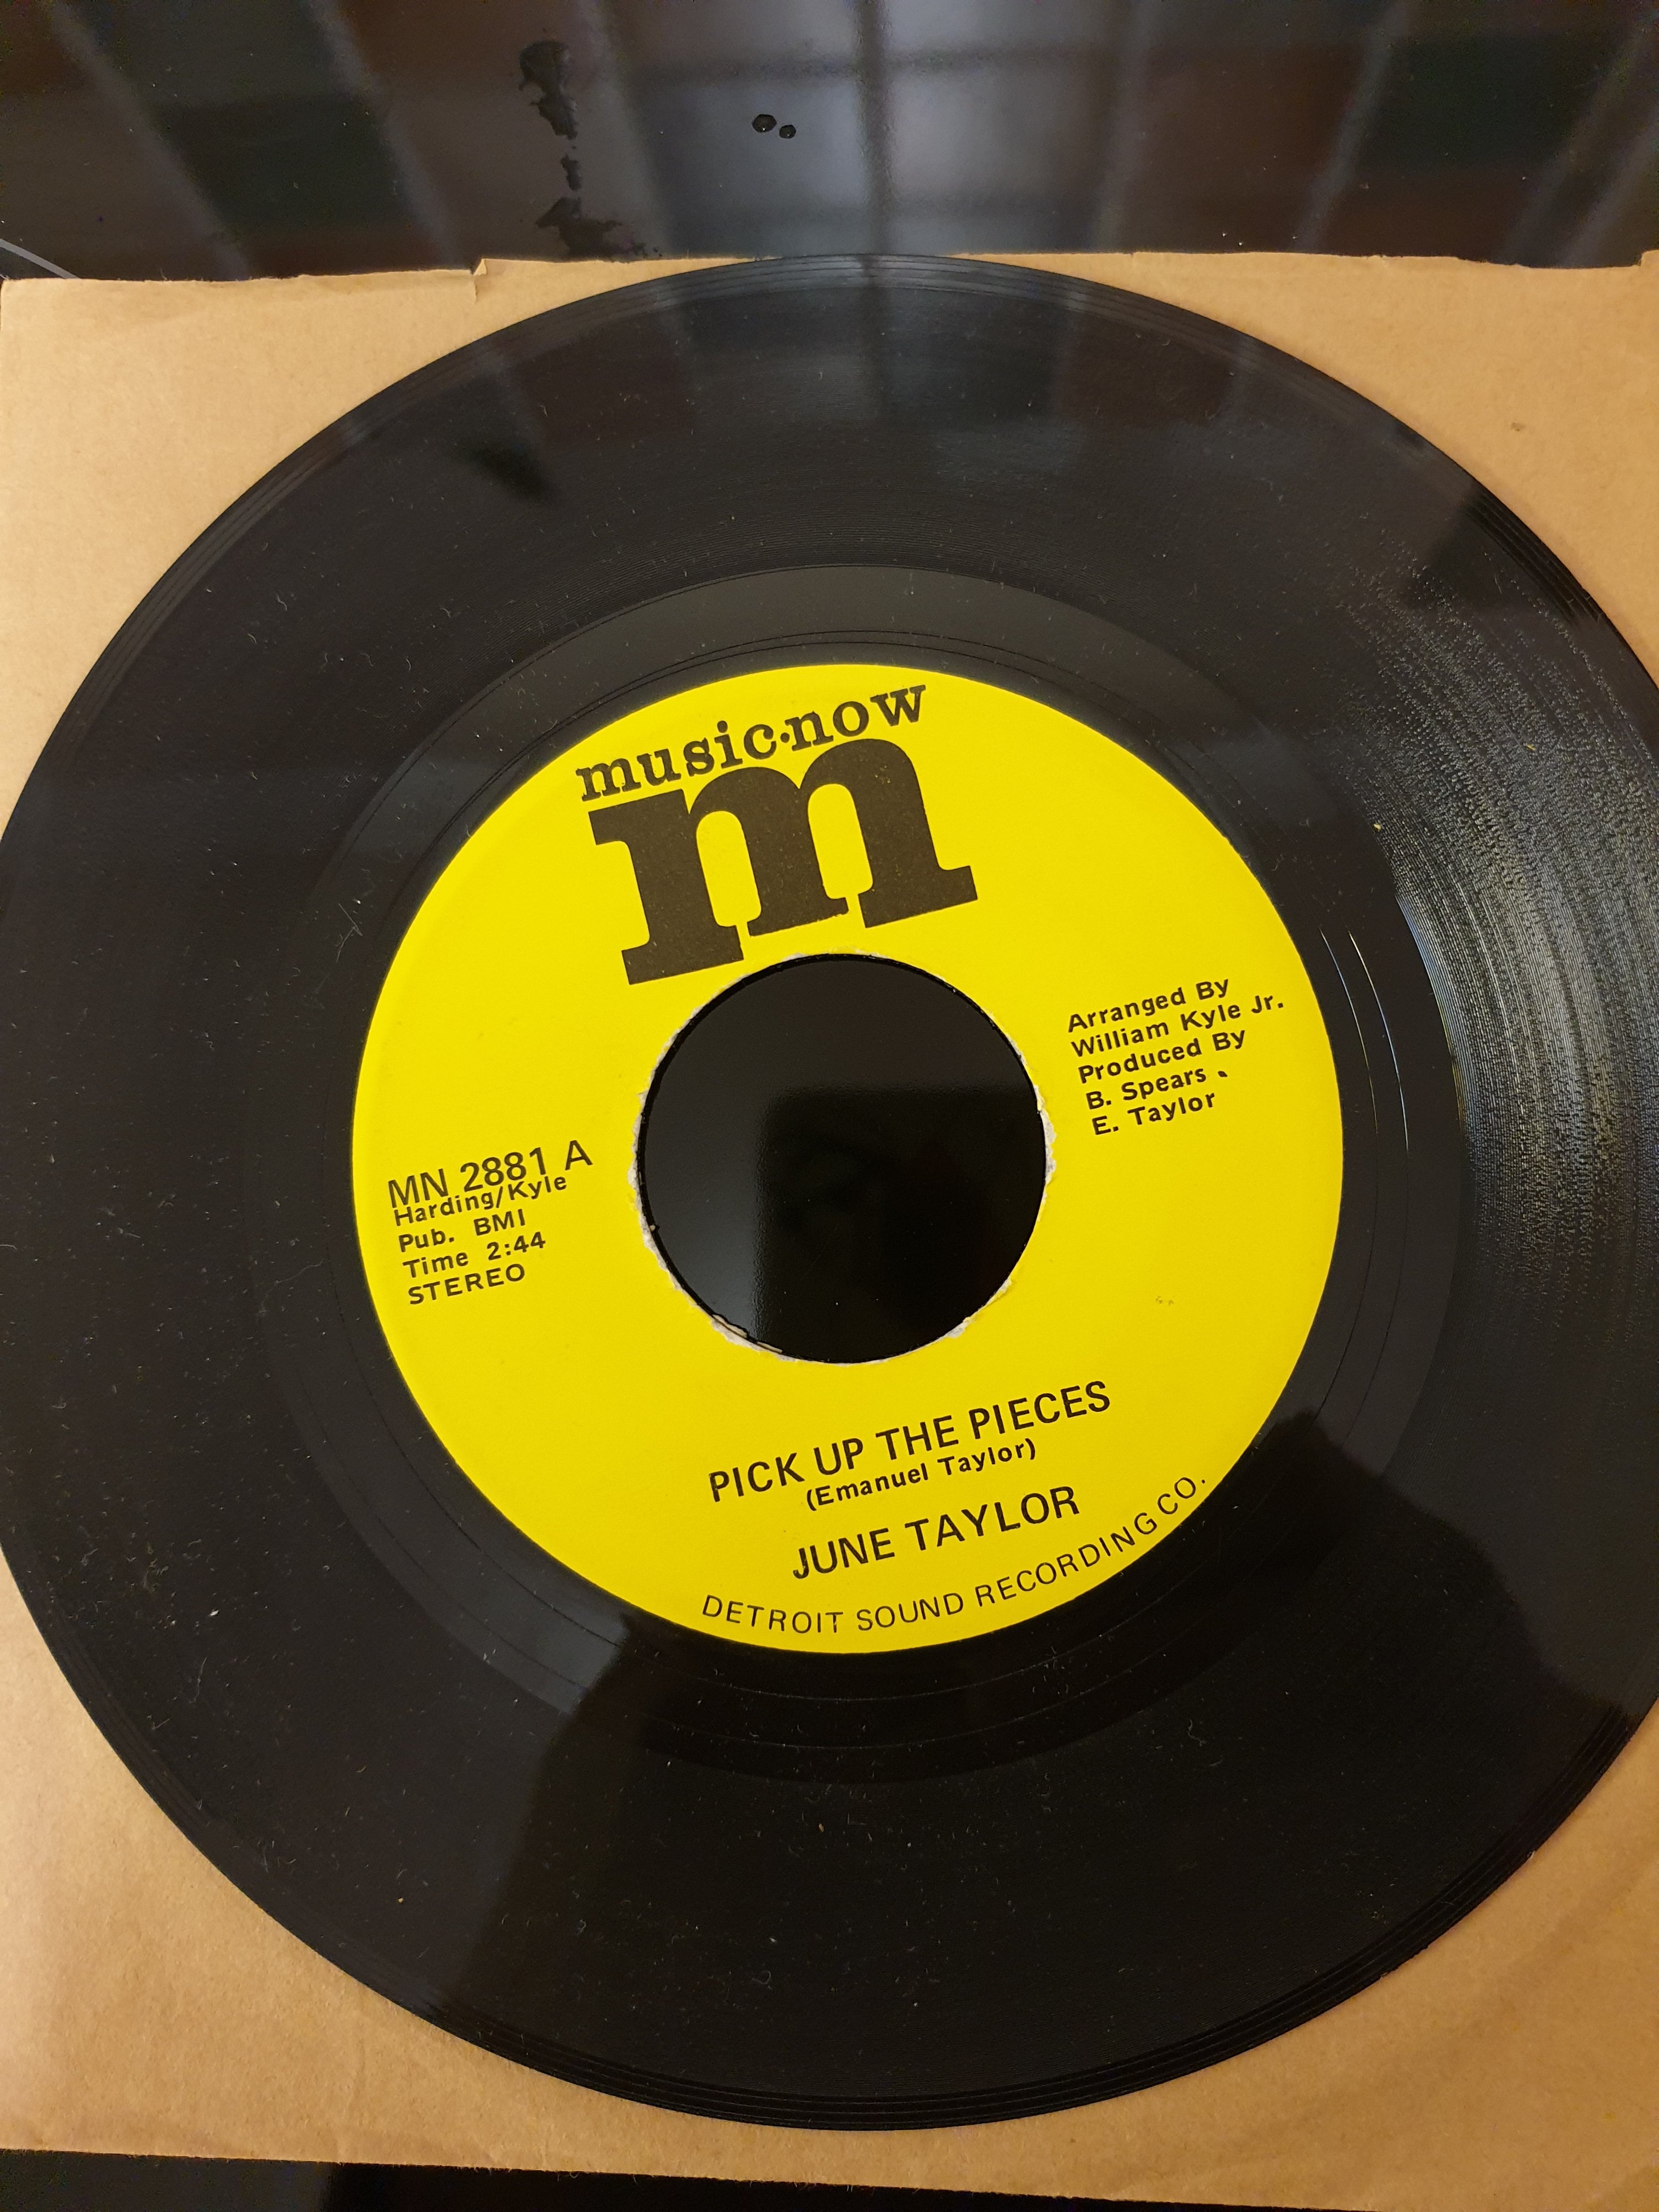 music·now
m
Arranged By
William Kyle Jr.
Produced By
B. Spears
E. Taylor
MN 2881 A
Harding/Kyle
Pub. BMI
Time 2:44
STEREO
PICK UP THE PIECES
(Emanuel Taylor)
JUNE TAYLOR
DETROIT SOUND RECORDING CO.